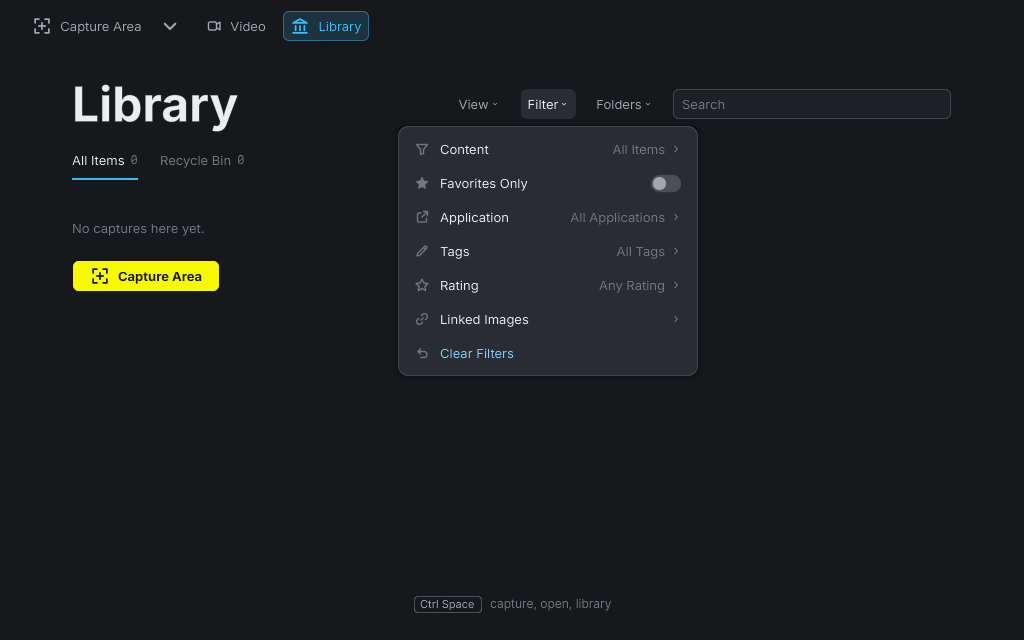 Capture Area
Video
Library
Library
View
Filter
Folders
Search
All Items 0
Recycle Bin 0
Content All Items
Favorites Only
Application All Applications
Tags All Tags
Rating Any Rating
Linked Images
Clear Filters
No captures here yet.
Capture Area
Ctrl Space capture, open, library